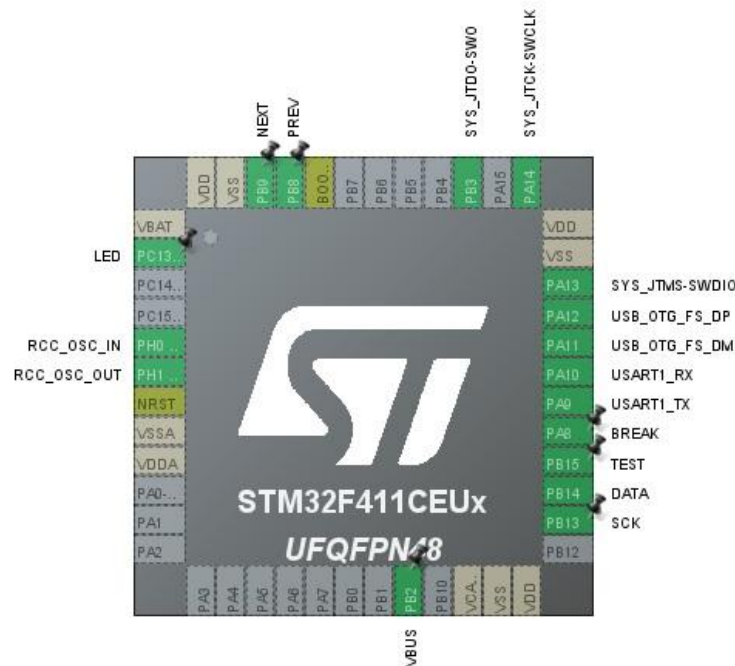 NEXT
PREV
SYS_JTDO-SWO
SYS_JTCK-SWCLK
VDD
VSS
PB9
PB8
BOO..
PB7
PB6
PB5
PB4
PB3
PA15
PA14
LED
VBAT
PC13..
PC14..
PC15..
RCC_OSC_IN
PH0 ..
RCC_OSC_OUT
PH1 ..
NRST
VSSA
VDDA
PA0-..
PA1
PA2
VDD
VSS
PA13 SYS_JTMS-SWDIO
PA12 USB_OTG_FS_DP
PA11 USB_OTG_FS_DM
PA10 USART1_RX
PA9 USART1_TX
PA8 BREAK
PB15 TEST
PB14 DATA
PB13 SCK
PB12
ST
STM32F411CEUx
UFQFPN48
PA3
PA4
PA5
PA6
PA7
PB0
PB1
PB2
PB10
VCA..
VSS
VDD
VBUS